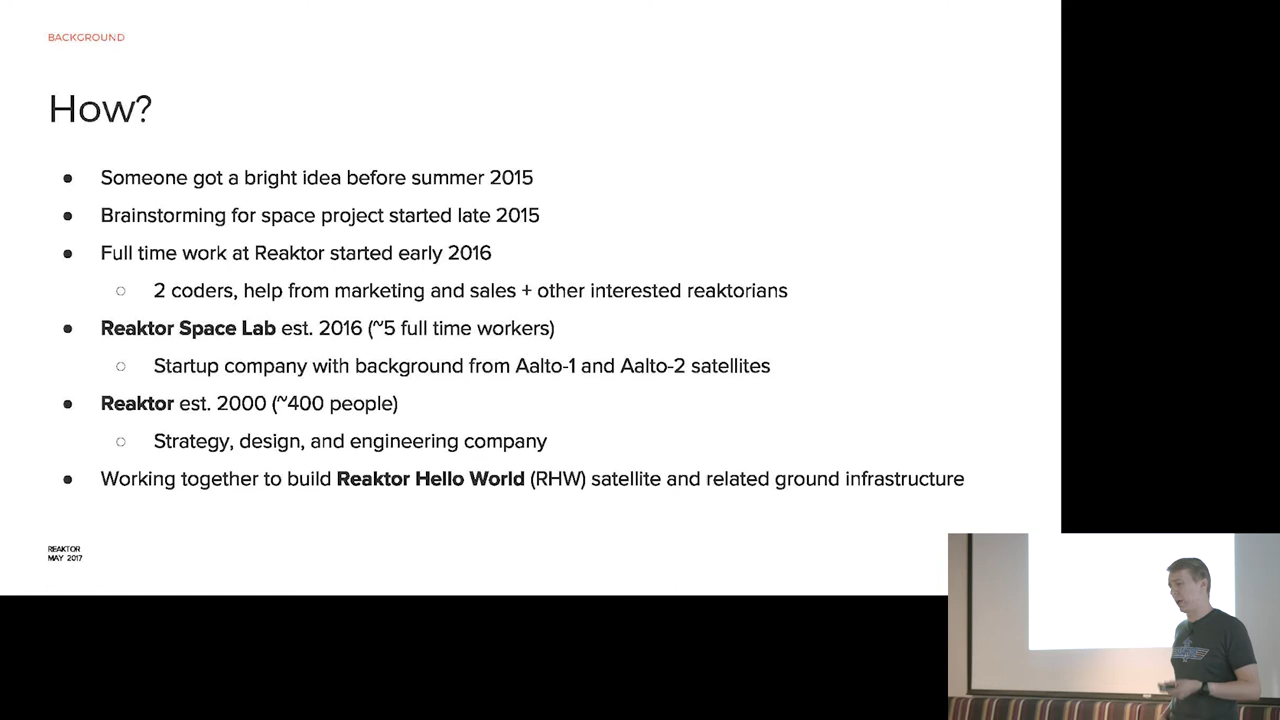 BACKGROUND
How?
● Someone got a bright idea before summer 2015
● Brainstorming for space project started late 2015
● Full time work at Reaktor started early 2016
○ 2 coders, help from marketing and sales + other interested reaktorians
● Reaktor Space Lab est. 2016 (~5 full time workers)
○ Startup company with background from Aalto-1 and Aalto-2 satellites
● Reaktor est. 2000 (~400 people)
○ Strategy, design, and engineering company
● Working together to build Reaktor Hello World (RHW) satellite and related ground infrastructure
REAKTOR
MAY 2017